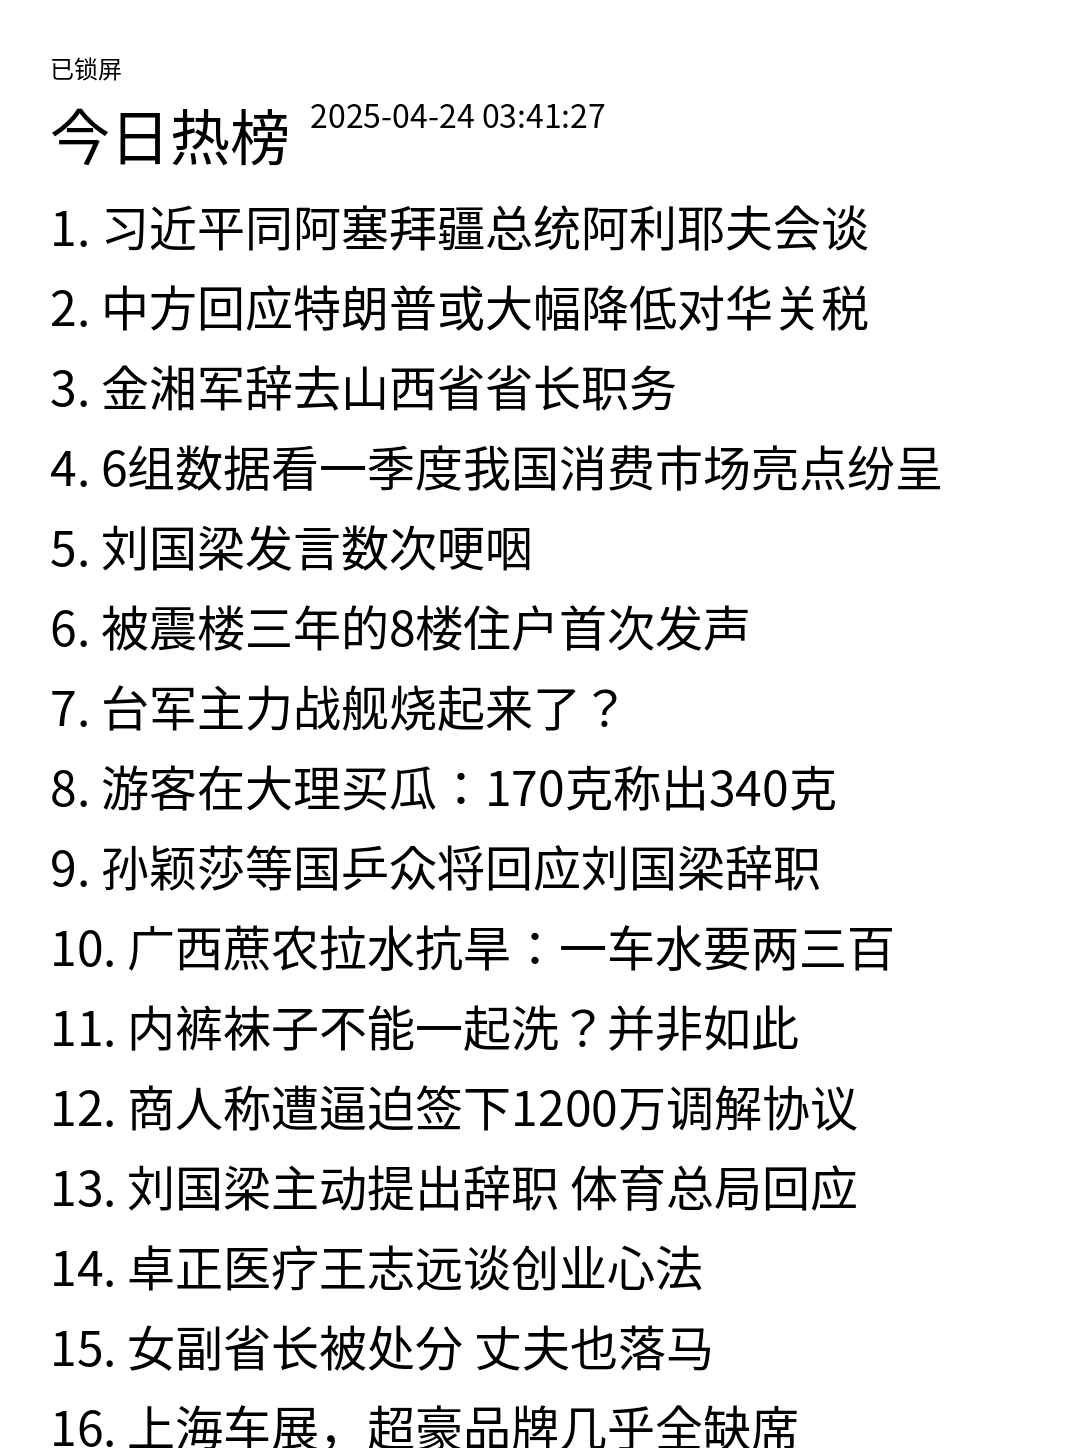 已锁屏
今日热榜 2025-04-24 03:41:27
1. 习近平同阿塞拜疆总统阿利耶夫会谈
2. 中方回应特朗普或大幅降低对华关税
3. 金湘军辞去山西省省长职务
4. 6组数据看一季度我国消费市场亮点纷呈
5. 刘国梁发言数次哽咽
6. 被震楼三年的8楼住户首次发声
7. 台军主力战舰烧起来了？
8. 游客在大理买瓜：170克称出340克
9. 孙颖莎等国乒众将回应刘国梁辞职
10. 广西蔗农拉水抗旱：一车水要两三百
11. 内裤袜子不能一起洗？并非如此
12. 商人称遭逼迫签下1200万调解协议
13. 刘国梁主动提出辞职 体育总局回应
14. 卓正医疗王志远谈创业心法
15. 女副省长被处分 丈夫也落马
16. 上海车展，超豪品牌几乎全缺席